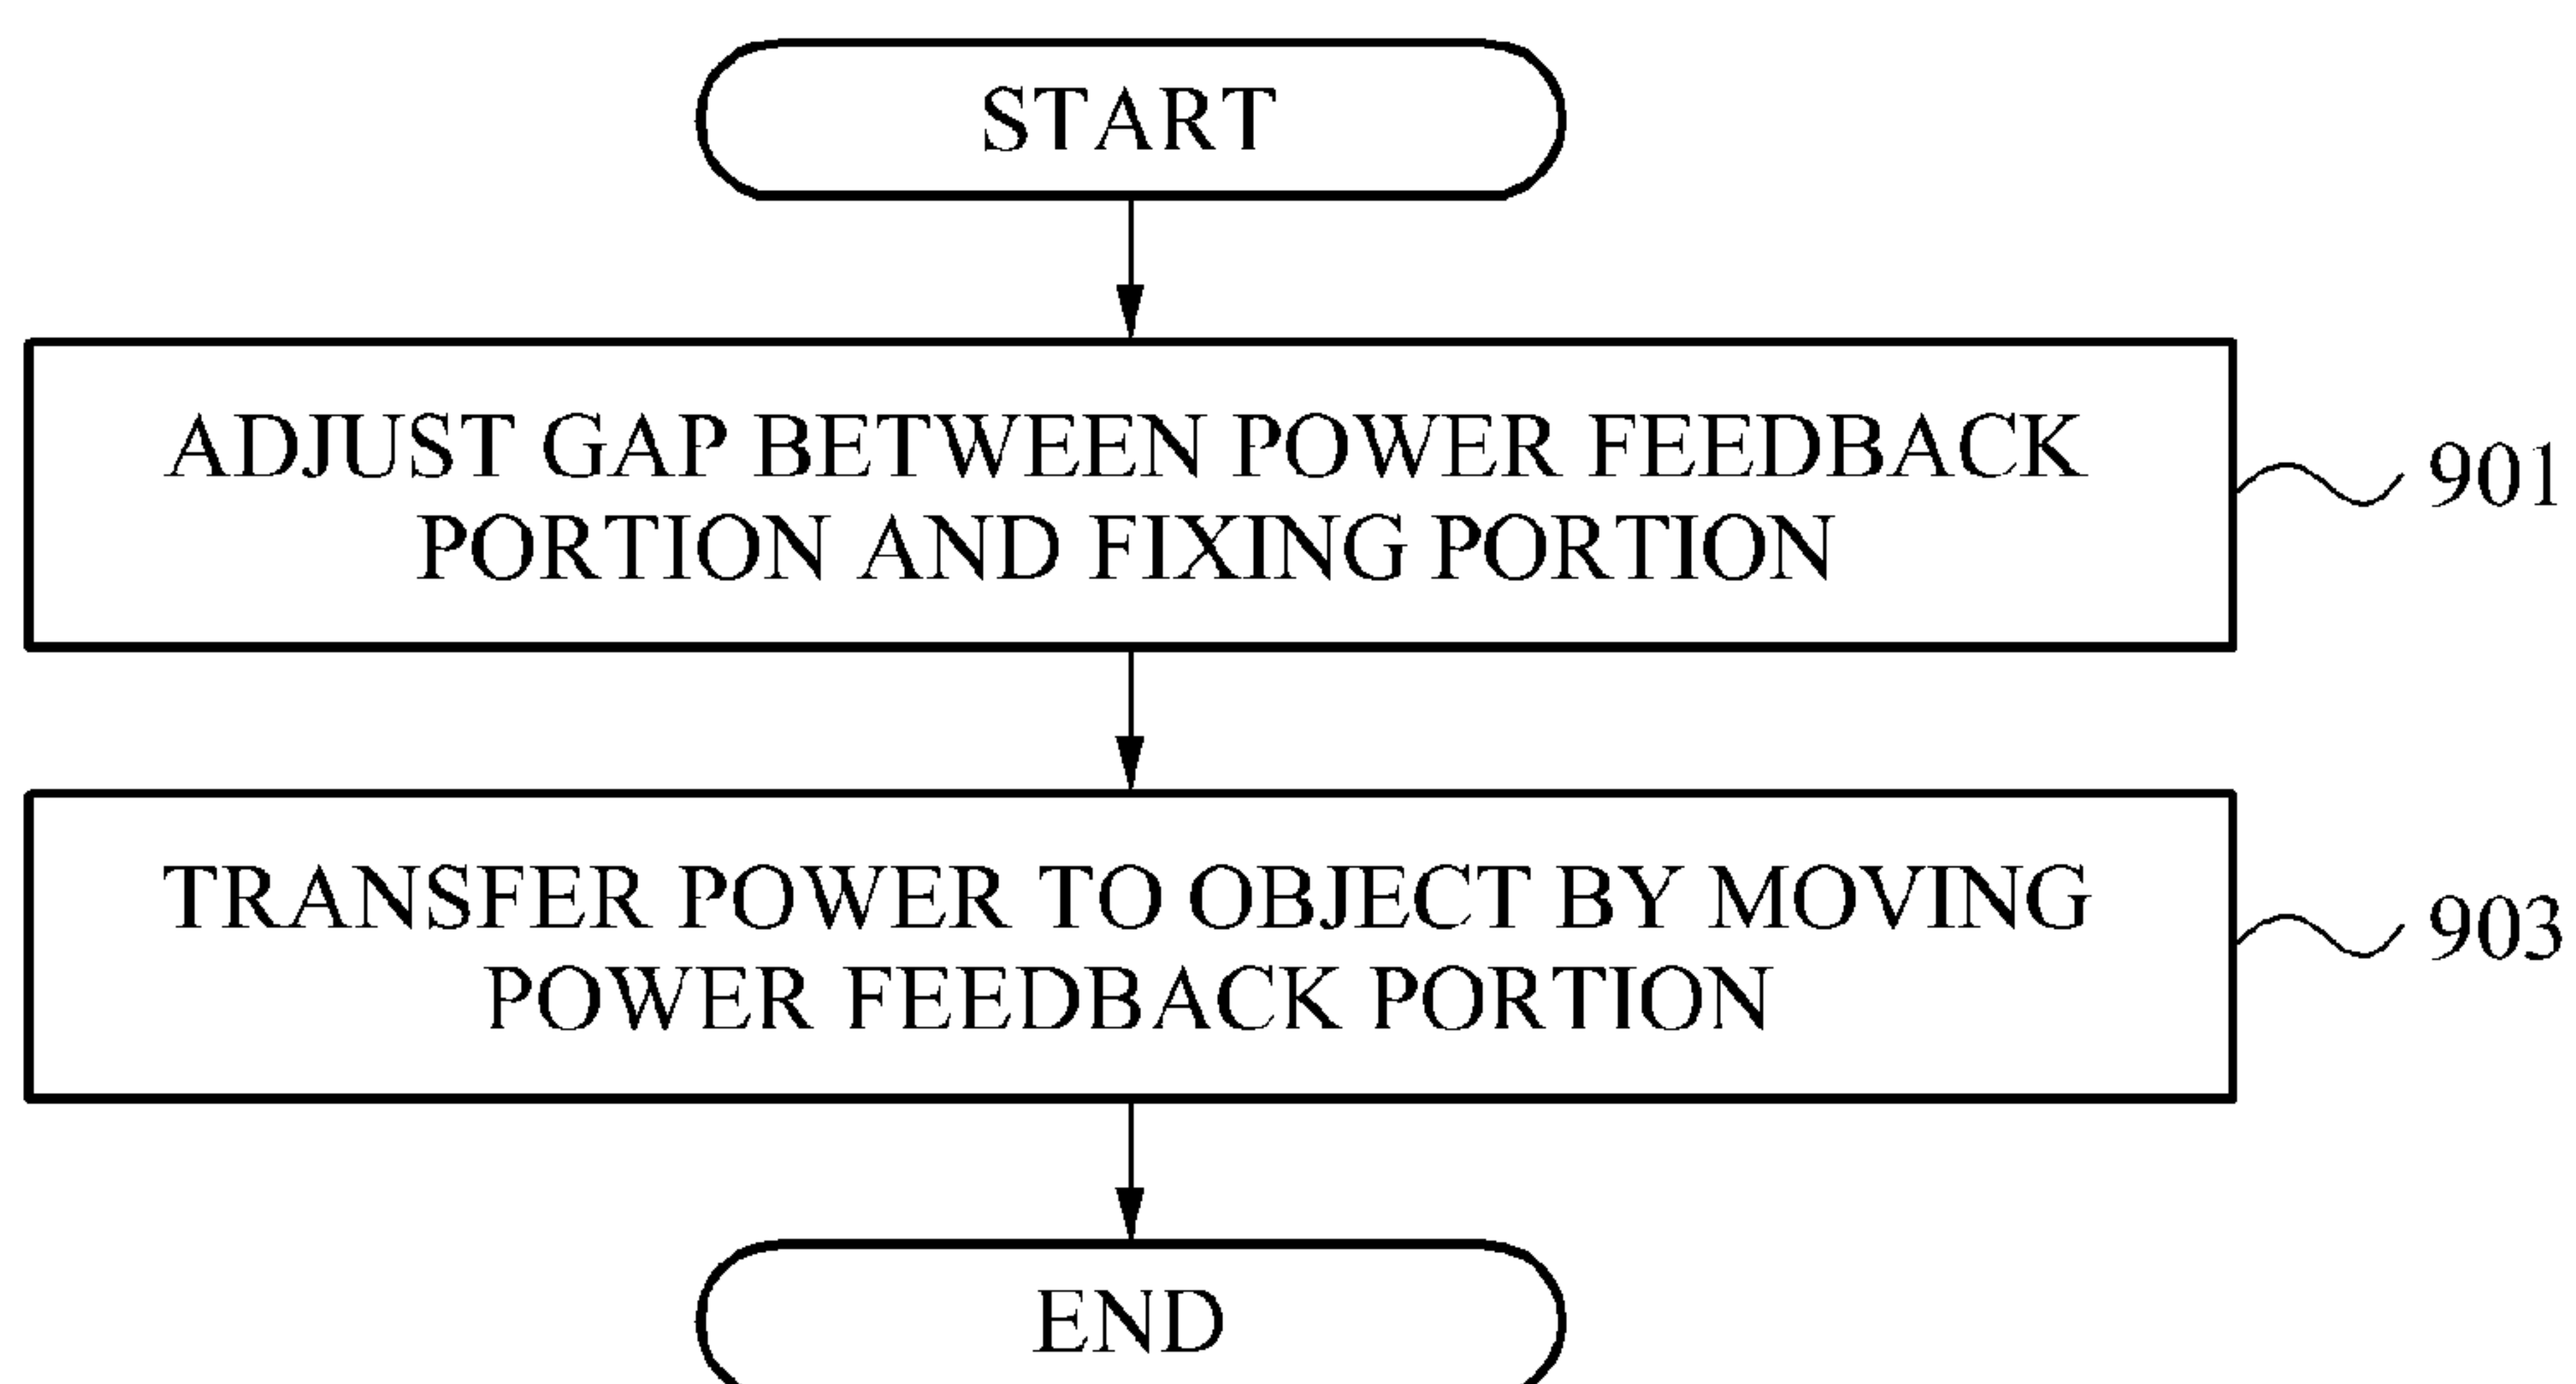 START
ADJUST GAP BETWEEN POWER FEEDBACK
PORTION AND FIXING PORTION
901
TRANSFER POWER TO OBJECT BY MOVING
POWER FEEDBACK PORTION
903
END